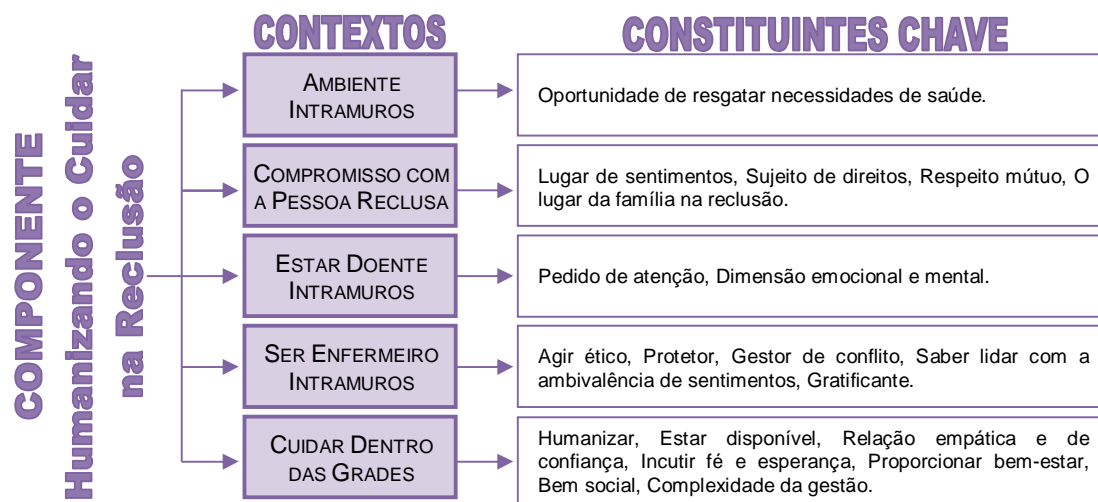 COMPONENTE
Humanizando o Cuidar
na Reclusão
CONTEXTOS
CONSTITUINTES CHAVE
AMBIENTE
INTRAMUROS
Oportunidade de resgatar necessidades de saúde.
COMPROMISSO COM
A PESSOA RECLUSA
Lugar de sentimentos, Sujeito de direitos, Respeito mútuo, O
lugar da família na reclusão.
ESTAR DOENTE
INTRAMUROS
Pedido de atenção, Dimensão emocional e mental.
SER ENFERMEIRO
INTRAMUROS
Agir ético, Protetor, Gestor de conflito, Saber lidar com a
ambivalência de sentimentos, Gratificante.
CUIDAR DENTRO
DAS GRADES
Humanizar, Estar disponível, Relação empática e de
confiança, Incutir fé e esperança, Proporcionar bem-estar,
Bem social, Complexidade da gestão.